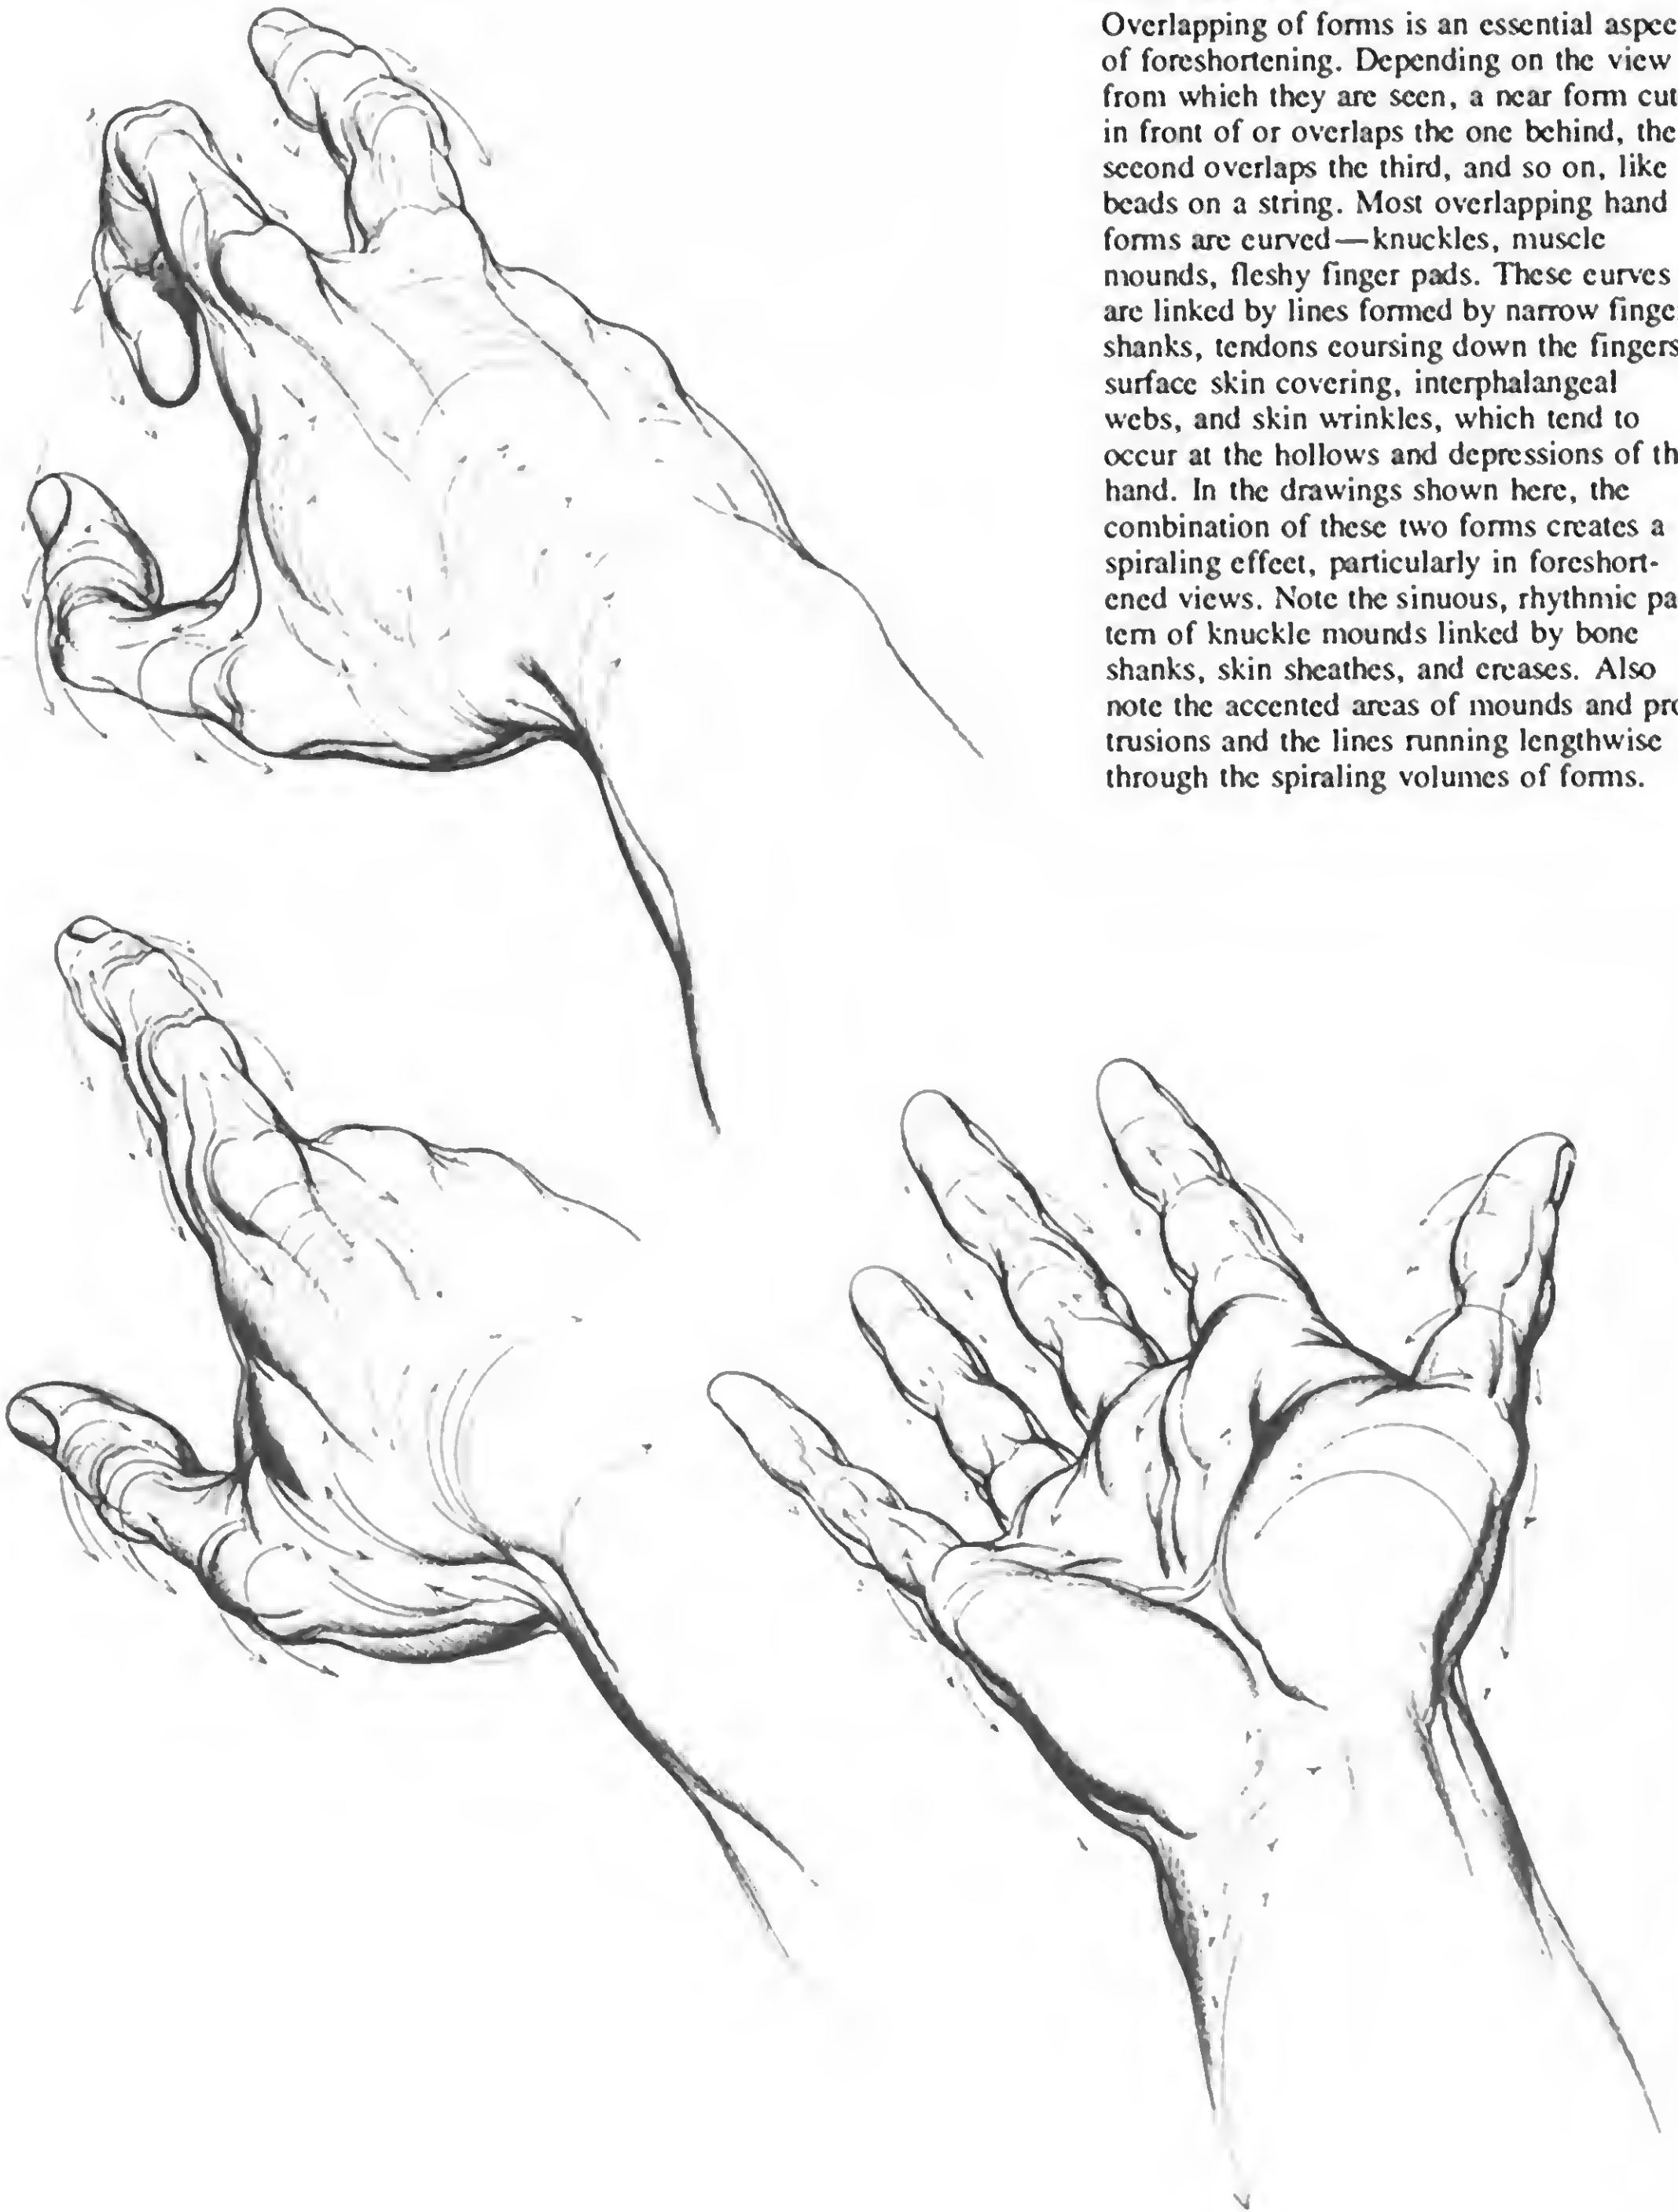 Overlapping of forms is an essential aspec
of foreshortening. Depending on the view
from which they are seen, a near form cut
in front of or overlaps the one behind, the
second overlaps the third, and so on, like
beads on a string. Most overlapping hand
forms are curved—knuckles, muscle
mounds, fleshy finger pads. These curves
are linked by lines formed by narrow finge
shanks, tendons coursing down the fingers
surface skin covering, interphalangeal
webs, and skin wrinkles, which tend to
occur at the hollows and depressions of th
hand. In the drawings shown here, the
combination of these two forms creates a
spiraling effect, particularly in foreshort-
ened views. Note the sinuous, rhythmic pa
tern of knuckle mounds linked by bone
shanks, skin sheathes, and creases. Also
note the accented areas of mounds and pro
trusions and the lines running lengthwise
through the spiraling volumes of forms.